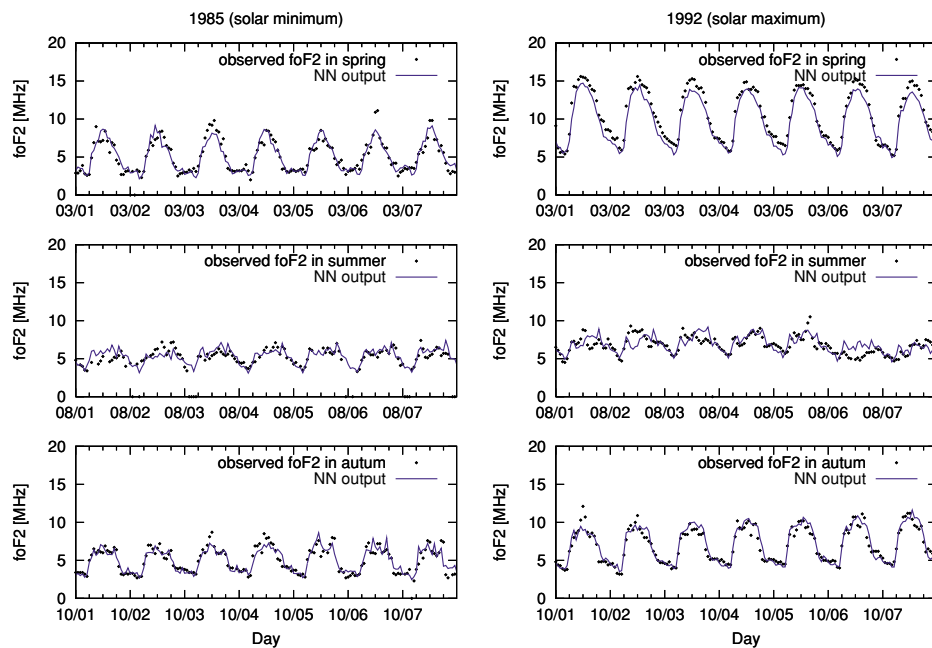 1985 (solar minimum)
1992 (solar maximum)
20
15
10
5
0
foF2 [MHz]
observed foF2 in spring
NN output
03/01 03/02 03/03 03/04 03/05 03/06 03/07
20
15
10
5
0
foF2 [MHz]
observed foF2 in spring
NN output
03/01 03/02 03/03 03/04 03/05 03/06 03/07
20
15
10
5
0
foF2 [MHz]
observed foF2 in summer
NN output
08/01 08/02 08/03 08/04 08/05 08/06 08/07
20
15
10
5
0
foF2 [MHz]
observed foF2 in summer
NN output
08/01 08/02 08/03 08/04 08/05 08/06 08/07
20
15
10
5
0
foF2 [MHz]
observed foF2 in autum
NN output
10/01 10/02 10/03 10/04 10/05 10/06 10/07
Day
20
15
10
5
0
foF2 [MHz]
observed foF2 in autum
NN output
10/01 10/02 10/03 10/04 10/05 10/06 10/07
Day